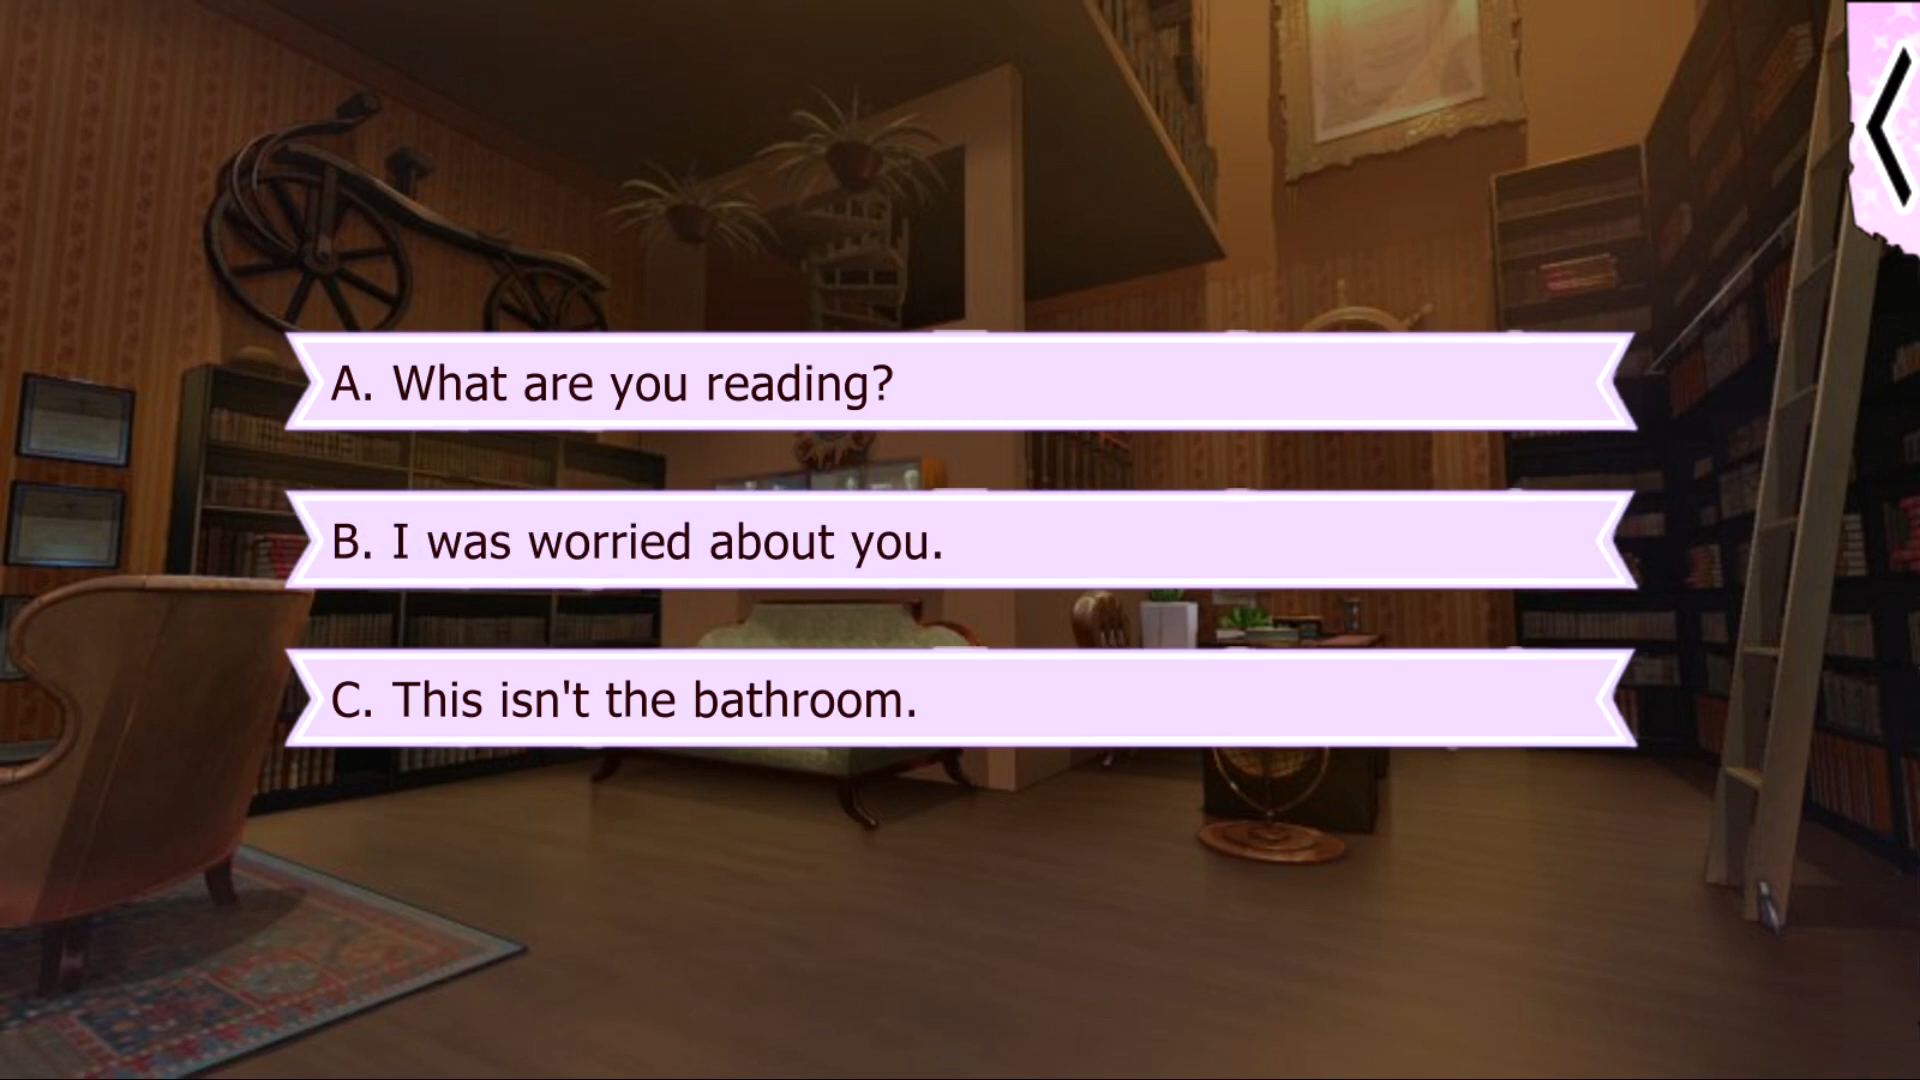 A. What are you reading?
B. I was worried about you.
C. This isn't the bathroom.